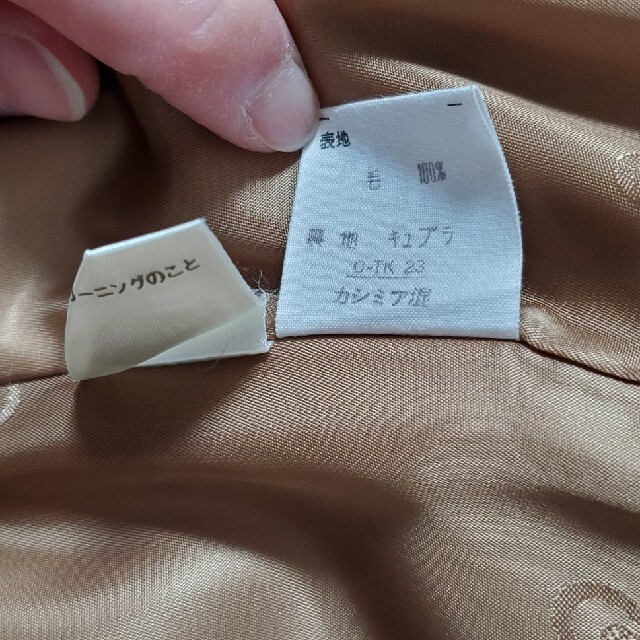 表地
毛 100%
裏地 キュプラ
O-TK 23
カシミア混
ーニングのこと